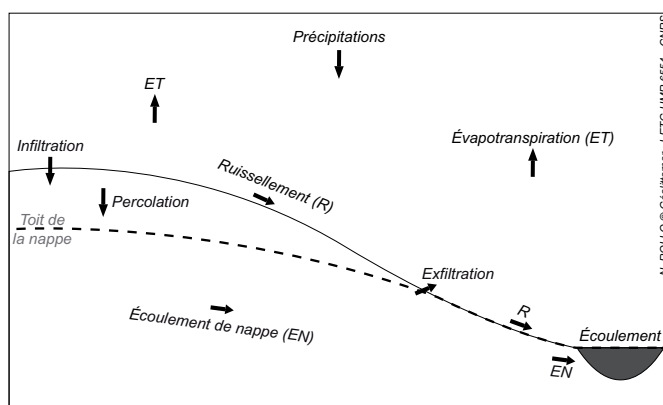 Précipitations
ET
Évapotranspiration (ET)
Infiltration
Ruissellement (R)
Percolation
Toit de
la nappe
Exfiltration
Écoulement de nappe (EN)
R
Écoulement
EN